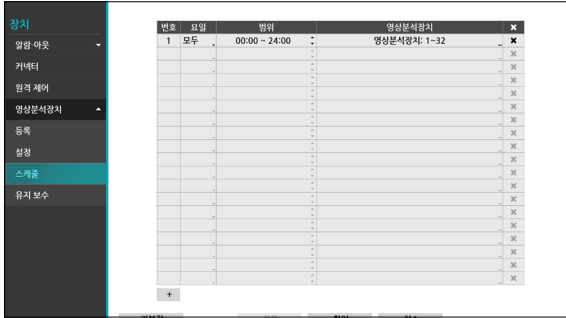 장치
알람·아웃
커넥터
원격 제어
영상분석장치
등록
설정
스케줄
유지 보수
번호 요일 범위 영상분석장치
1 모두 00:00 ~ 24:00 영상분석장치: 1~32
+